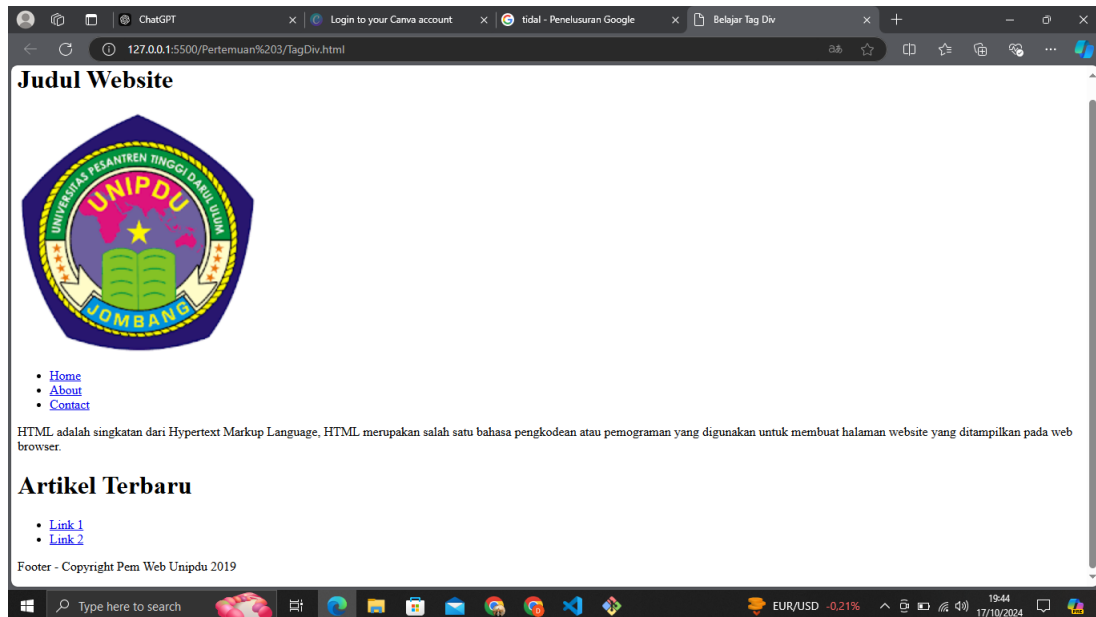 ChatGPT
Login to your Canva account
tidal - Penelusuran Google
Belajar Tag Div
127.0.0.1:5500/Pertemuan%203/TagDiv.html
Judul Website
UNIVERSITAS PESANTREN TINGGI DARUL ULUM
UNIPDU
JOMBANG
Home
About
Contact
HTML adalah singkatan dari Hypertext Markup Language, HTML merupakan salah satu bahasa pengkodean atau pemograman yang digunakan untuk membuat halaman website yang ditampilkan pada web
browser.
Artikel Terbaru
Link 1
Link 2
Footer - Copyright Pem Web Unipdu 2019
Type here to search
EUR/USD -0,21%
19:44
17/10/2024